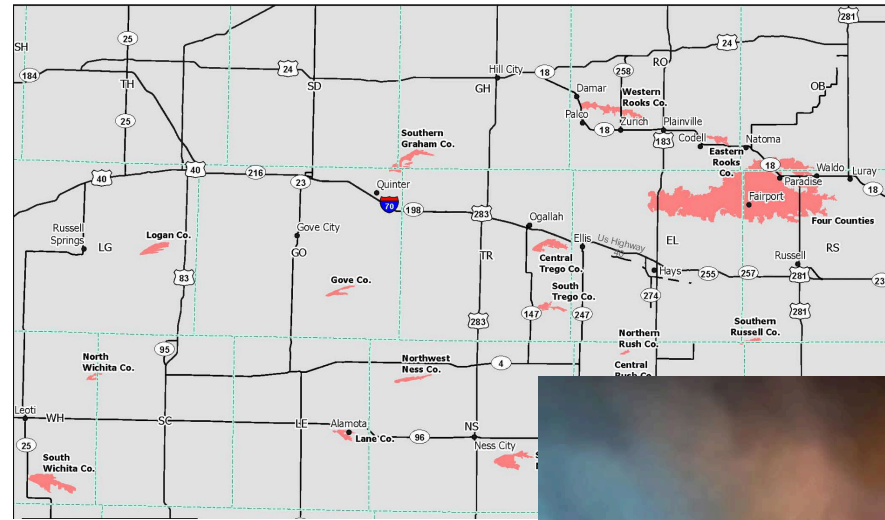 281
25
SH
24
RO
24
184
TH
SD
Hill City
18
258
OB
GH
Damar
Western
Rooks Co.
25
Palco
18
Zurich
Plainville
Southern
Graham Co.
183
Codell
Natoma
Eastern
Rooks
Co.
18
Waldo
Luray
40
40
216
23
Paradise
18
Quinter
70
198
283
Fairport
Four Counties
Ogallah
Russell
Springs
LG
Logan Co.
Gove City
GO
Ellis
Us Highway
40
EL
RS
TR
Central
Trego Co.
Russell
83
Hays
255
257
281
23
Gove Co.
South
Trego Co.
274
147
247
281
283
Northern
Rush Co.
Southern
Russell Co.
95
North
Wichita Co.
Northwest
Ness Co.
4
Central
Rush Co.
Leoti
WH
SC
LE
Alamota
Lane Co.
96
NS
Ness City
25
South
Wichita Co.